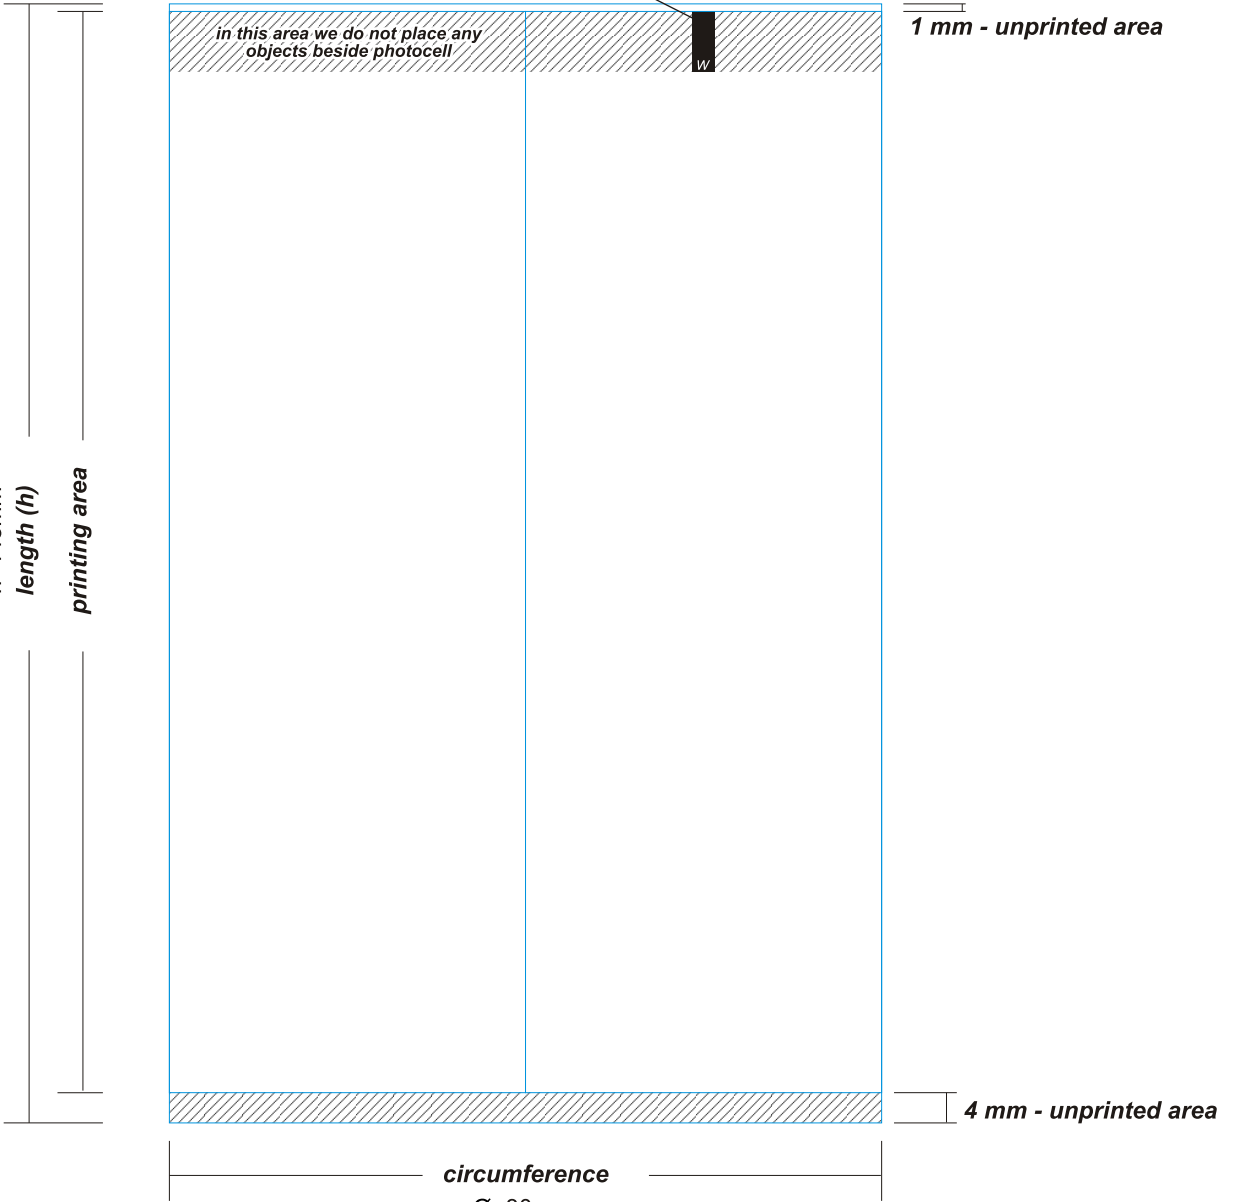 in this area we do not place any
objects beside photocell
W
1 mm - unprinted area
length (h)
printing area
4 mm - unprinted area
circumference